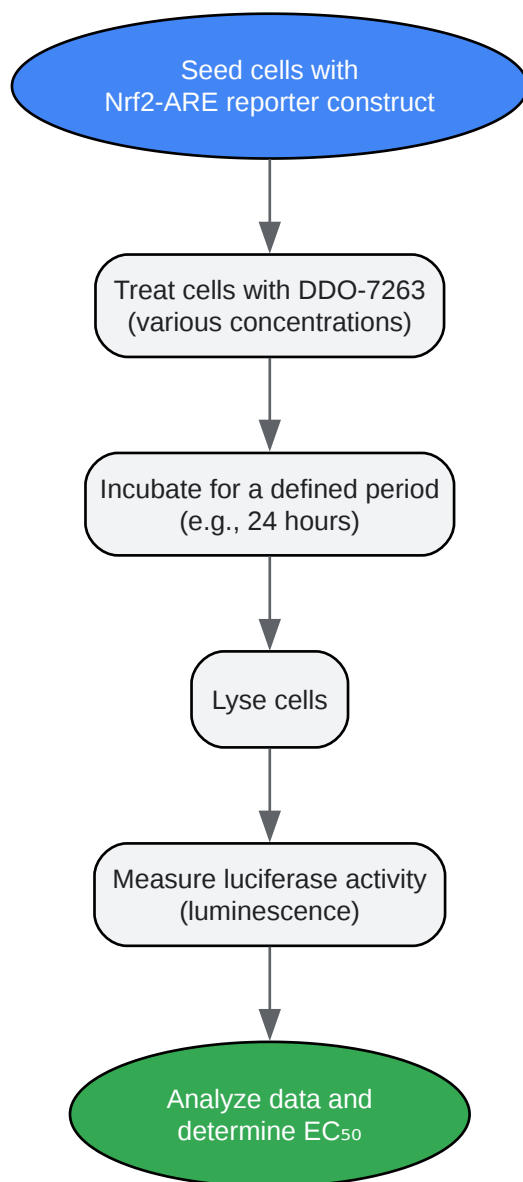 Seed cells with
Nrf2-ARE reporter construct
Treat cells with DDO-7263
(various concentrations)
Incubate for a defined period
(e.g., 24 hours)
Lyse cells
Measure luciferase activity
(luminescence)
Analyze data and
determine EC₅₀